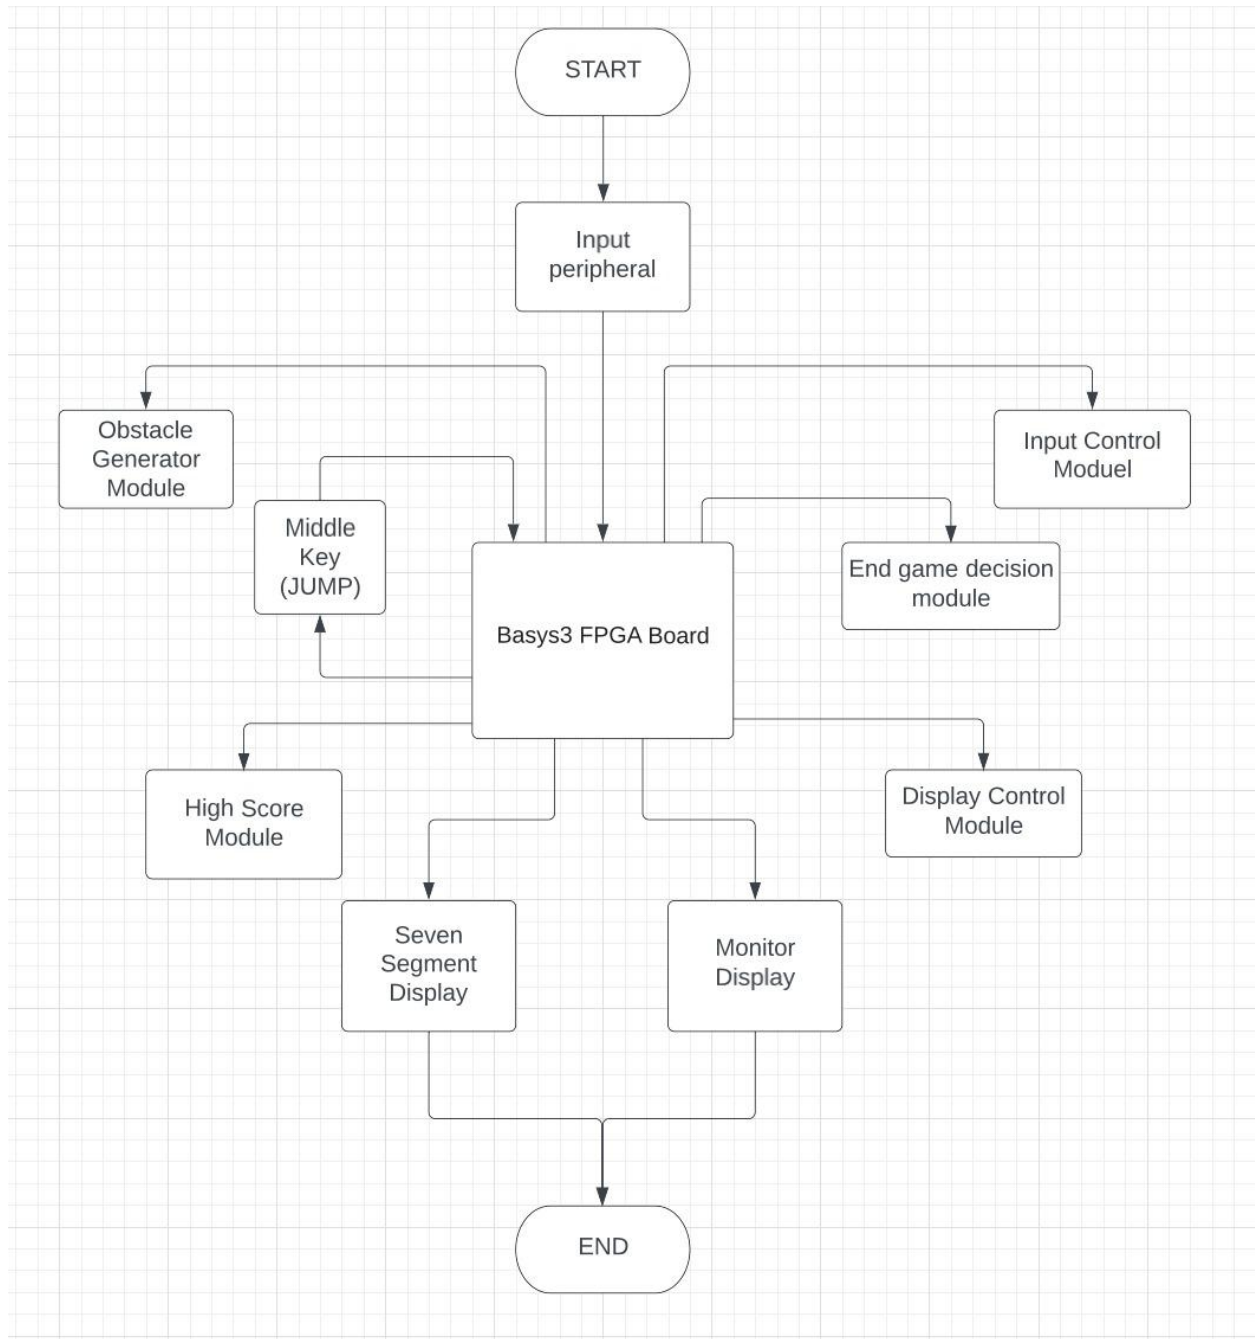 START
Input
peripheral
Obstacle
Generator
Module
Input Control
Moduel
Middle
Key
(JUMP)
End game decision
module
Basys3 FPGA Board
High Score
Module
Display Control
Module
Seven
Segment
Display
Monitor
Display
END